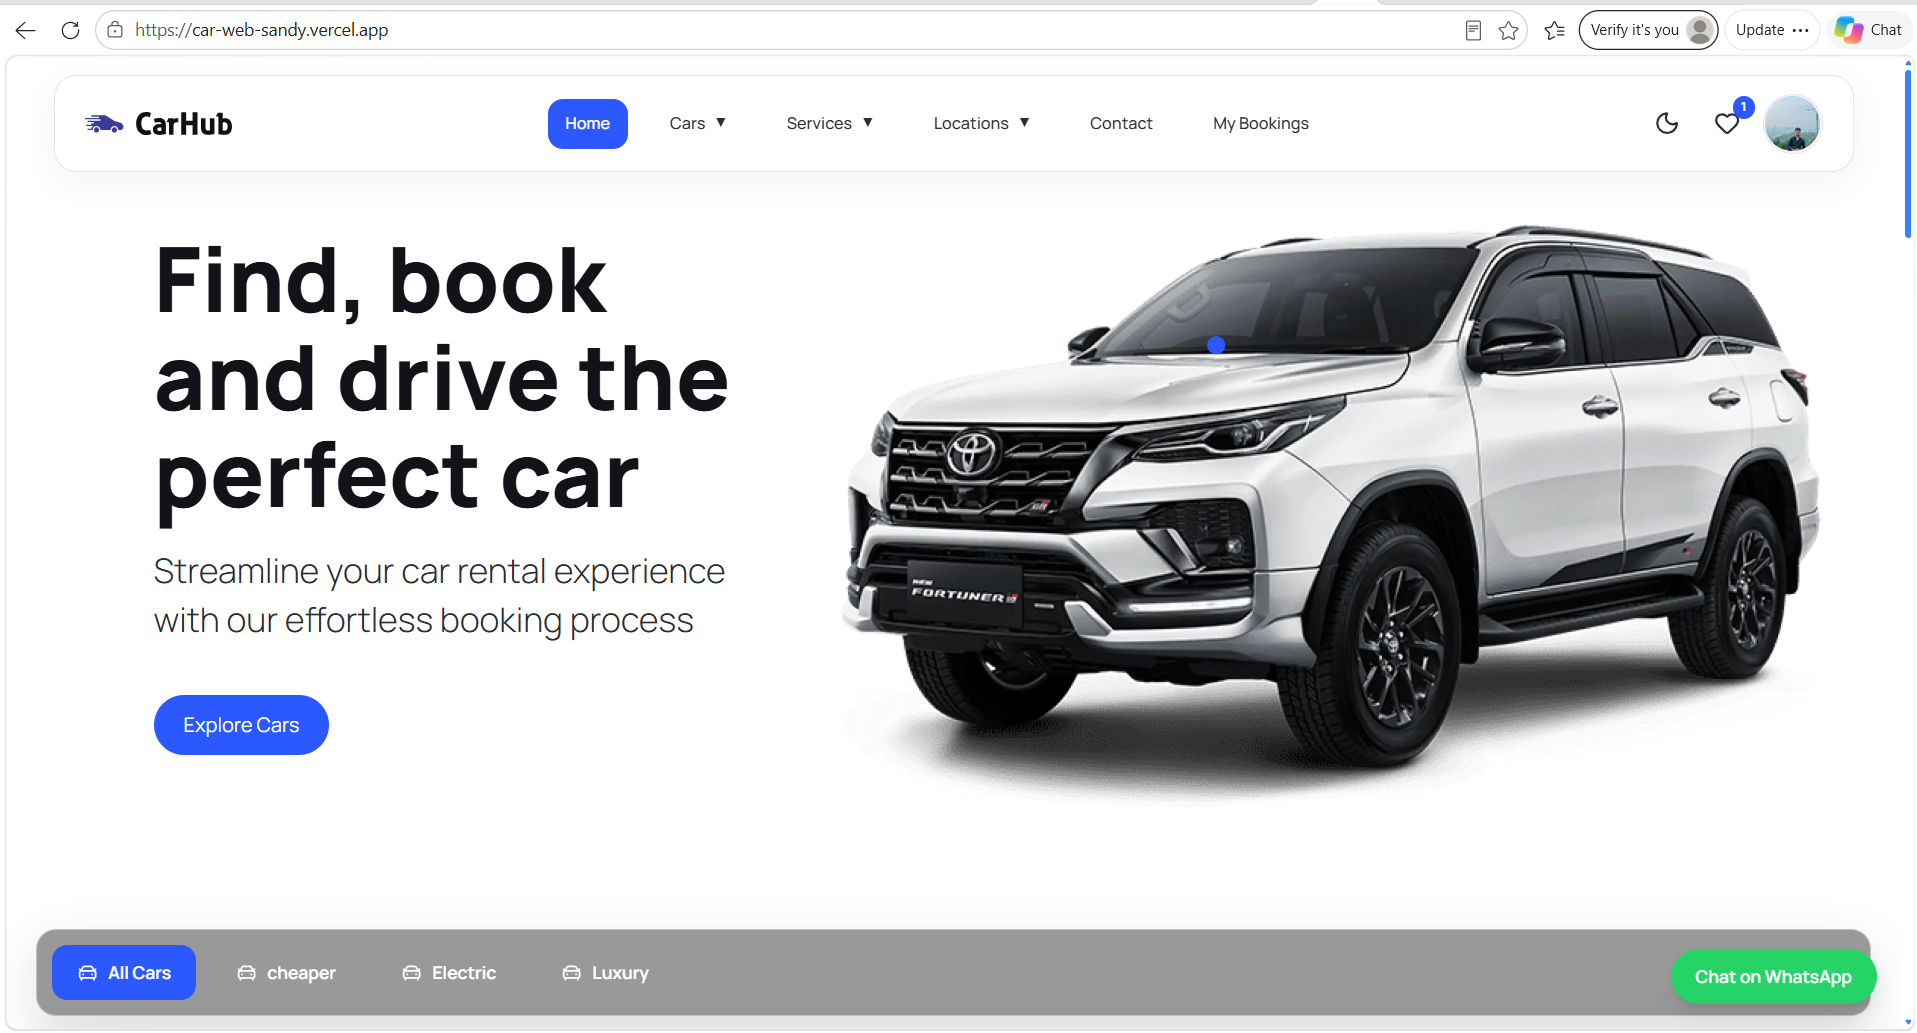 https://car-web-sandy.vercel.app
Verify it's you
Update
Chat
CarHub
Home
Cars ▼
Services ▼
Locations ▼
Contact
My Bookings
1
Find, book
and drive the
perfect car
Streamline your car rental experience
with our effortless booking process
Explore Cars
NEW
FORTUNER GR
All Cars
cheaper
Electric
Luxury
Chat on WhatsApp